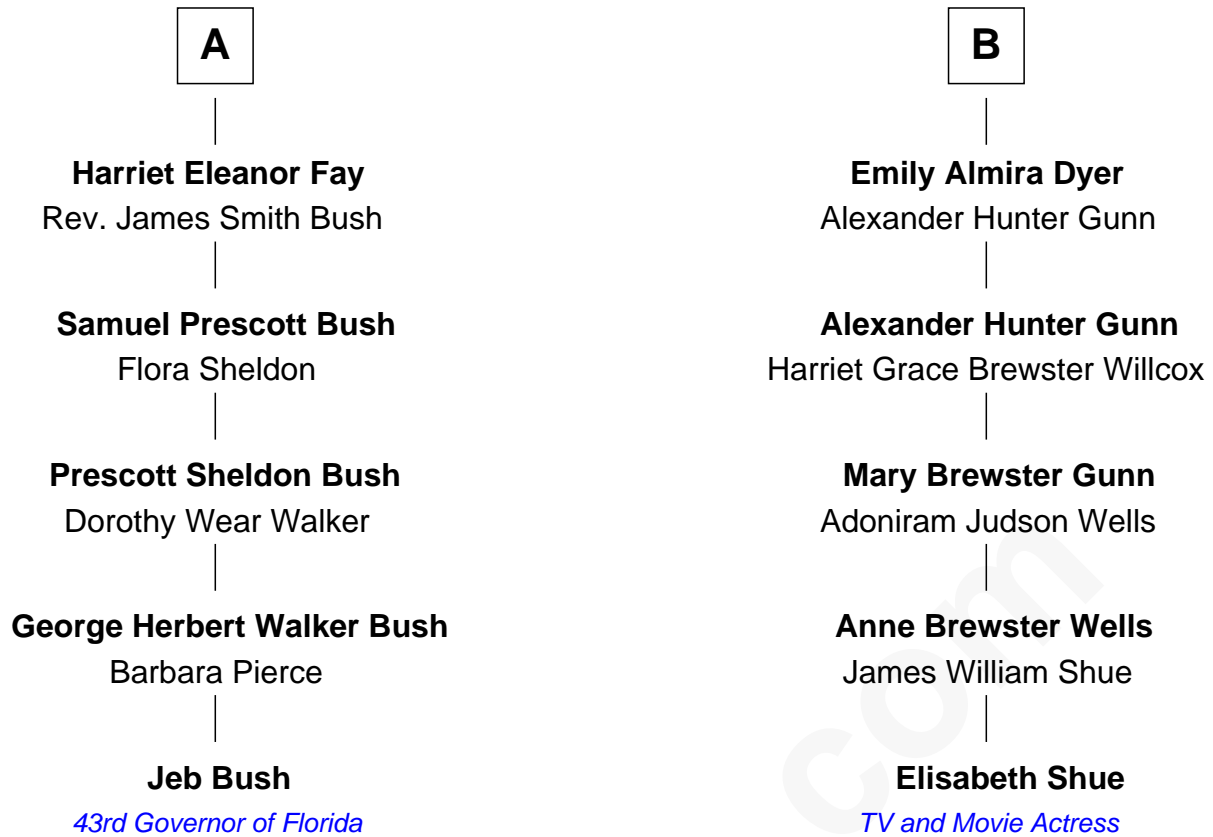 A
Harriet Eleanor Fay
Rev. James Smith Bush
Samuel Prescott Bush
Flora Sheldon
Prescott Sheldon Bush
Dorothy Wear Walker
George Herbert Walker Bush
Barbara Pierce
Jeb Bush
43rd Governor of Florida
B
Emily Almira Dyer
Alexander Hunter Gunn
Alexander Hunter Gunn
Harriet Grace Brewster Willcox
Mary Brewster Gunn
Adoniram Judson Wells
Anne Brewster Wells
James William Shue
Elisabeth Shue
TV and Movie Actress
com